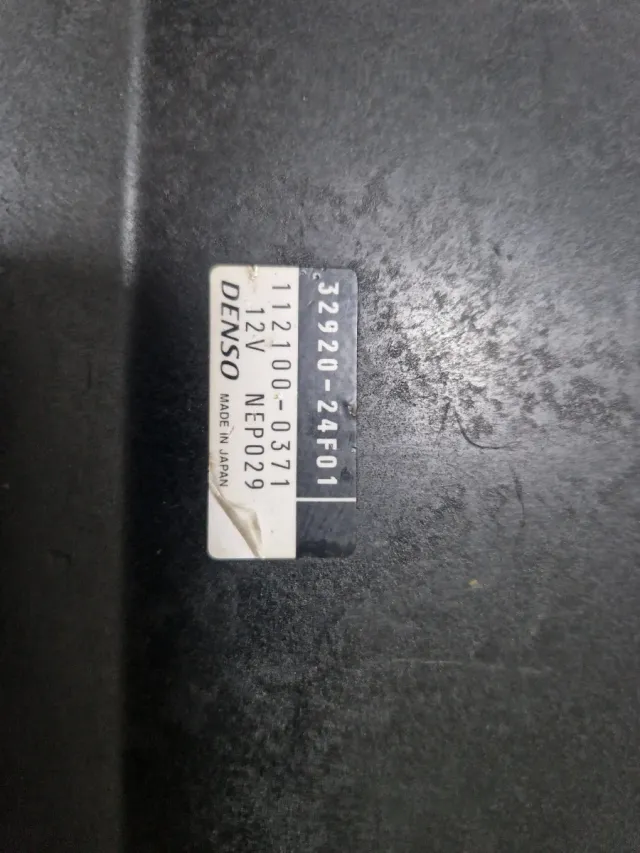 32920-24F01
112100-0371
12V NEP029
DENSO MADE IN JAPAN